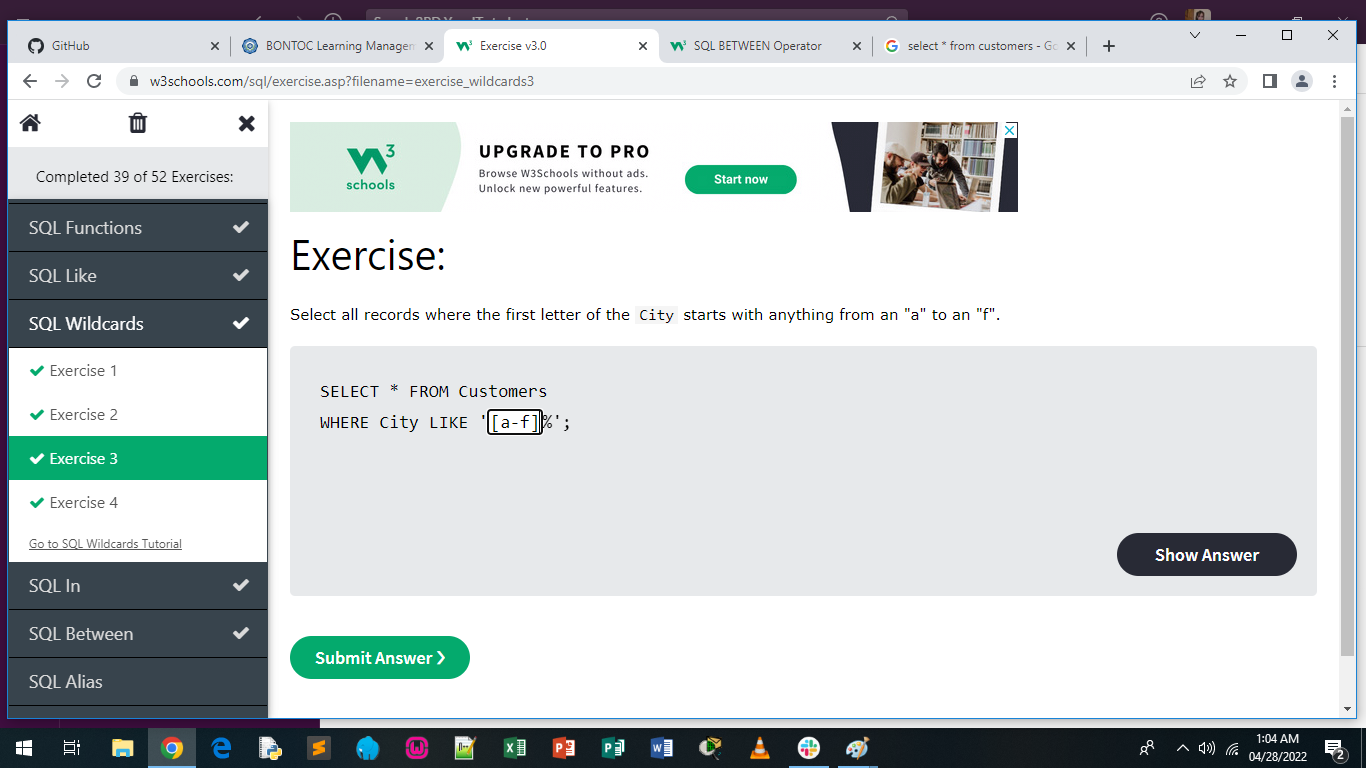 GitHub
BONTOC Learning Managem
Exercise v3.0
SQL BETWEEN Operator
select * from customers - Go
w3schools.com/sql/exercise.asp?filename=exercise_wildcards3
Completed 39 of 52 Exercises:
SQL Functions
SQL Like
SQL Wildcards
Exercise 1
Exercise 2
Exercise 3
Exercise 4
Go to SQL Wildcards Tutorial
SQL In
SQL Between
SQL Alias
W3
schools
UPGRADE TO PRO
Browse W3Schools without ads.
Unlock new powerful features.
Start now
Exercise:
Select all records where the first letter of the City starts with anything from an "a" to an "f".
SELECT * FROM Customers
WHERE City LIKE '[a-f]%';
Show Answer
Submit Answer ❯
1:04 AM
04/28/2022
2